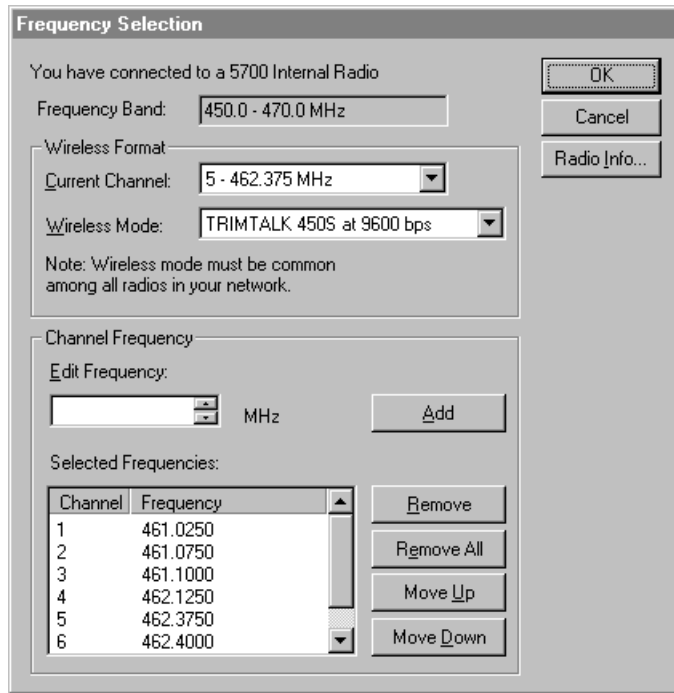 Frequency Selection
You have connected to a 5700 Internal Radio
Frequency Band: 450.0 - 470.0 MHz
Wireless Format
Current Channel: 5 - 462.375 MHz
Wireless Mode: TRIMTALK 450S at 9600 bps
Note: Wireless mode must be common
among all radios in your network.
OK
Cancel
Radio Info...
Channel Frequency
Edit Frequency:
MHz
Add
Selected Frequencies:
Channel Frequency
1 461.0250
2 461.0750
3 461.1000
4 462.1250
5 462.3750
6 462.4000
Remove
Remove All
Move Up
Move Down